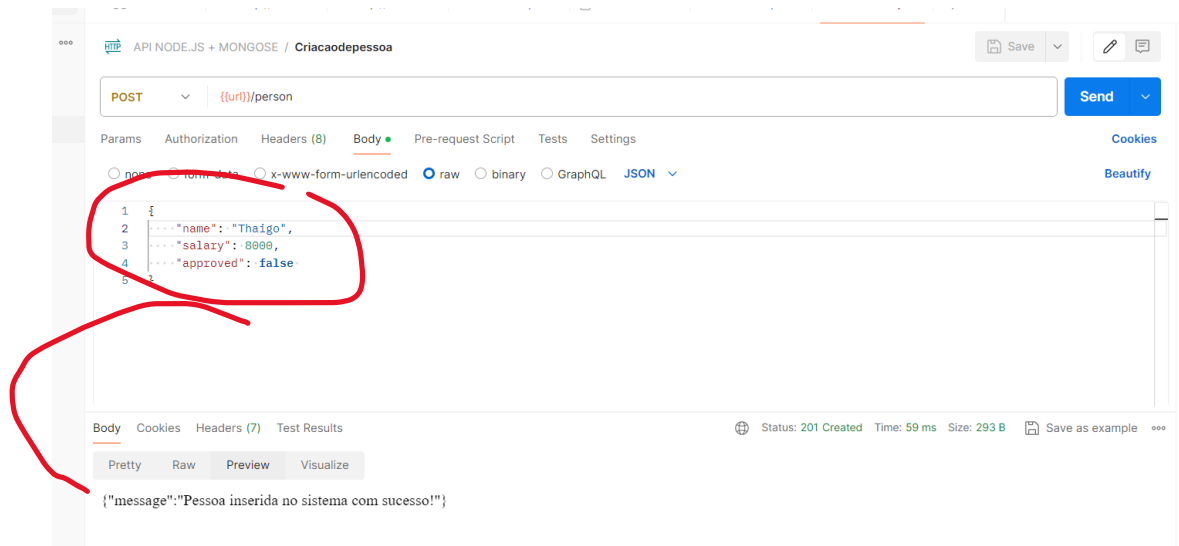 HTTP API NODE.JS + MONGOSE / Criacaodepessoa Save
POST {{url}}/person Send
Params Authorization Headers (8) Body Pre-request Script Tests Settings Cookies
none form-data x-www-form-urlencoded raw binary GraphQL JSON Beautify
1 {
2 "name": "Thaigo",
3 "salary": 8000,
4 "approved": false
5 }
Body Cookies Headers (7) Test Results Status: 201 Created Time: 59 ms Size: 293 B Save as example
Pretty Raw Preview Visualize
{"message":"Pessoa inserida no sistema com sucesso!"}